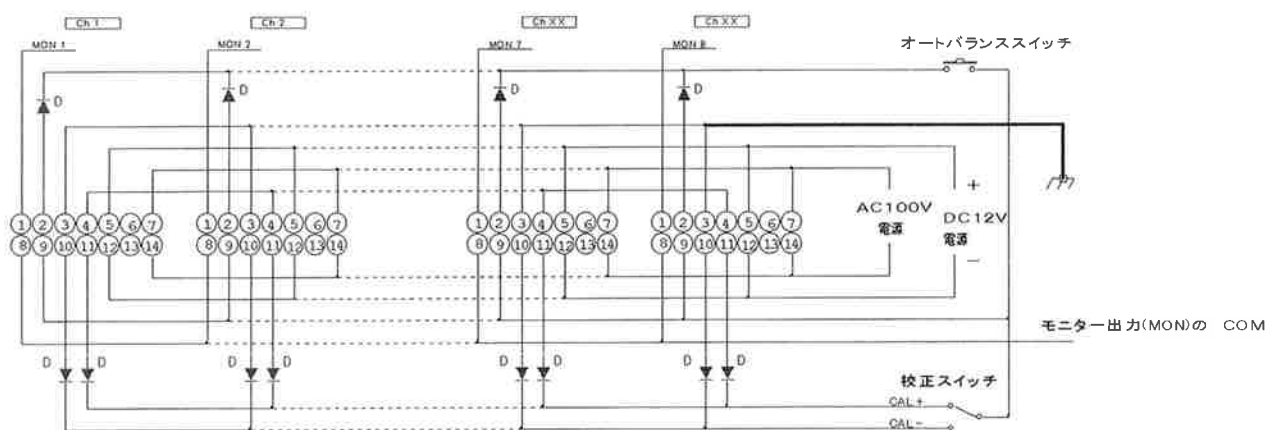 Ch 1
Ch 2
Ch XX
Ch XX
MON 1
MON 2
MON 7
MON 8
オートバランススイッチ
D
D
D
D
1 2 3 4 5 6 7
8 9 10 11 12 13 14
1 2 3 4 5 6 7
8 9 10 11 12 13 14
1 2 3 4 5 6 7
8 9 10 11 12 13 14
1 2 3 4 5 6 7
8 9 10 11 12 13 14
AC100V
電源
+
DC12V
電源
−
モニター出力(MON)の COM
D D
D D
D D
D D
校正スイッチ
CAL+
CAL-